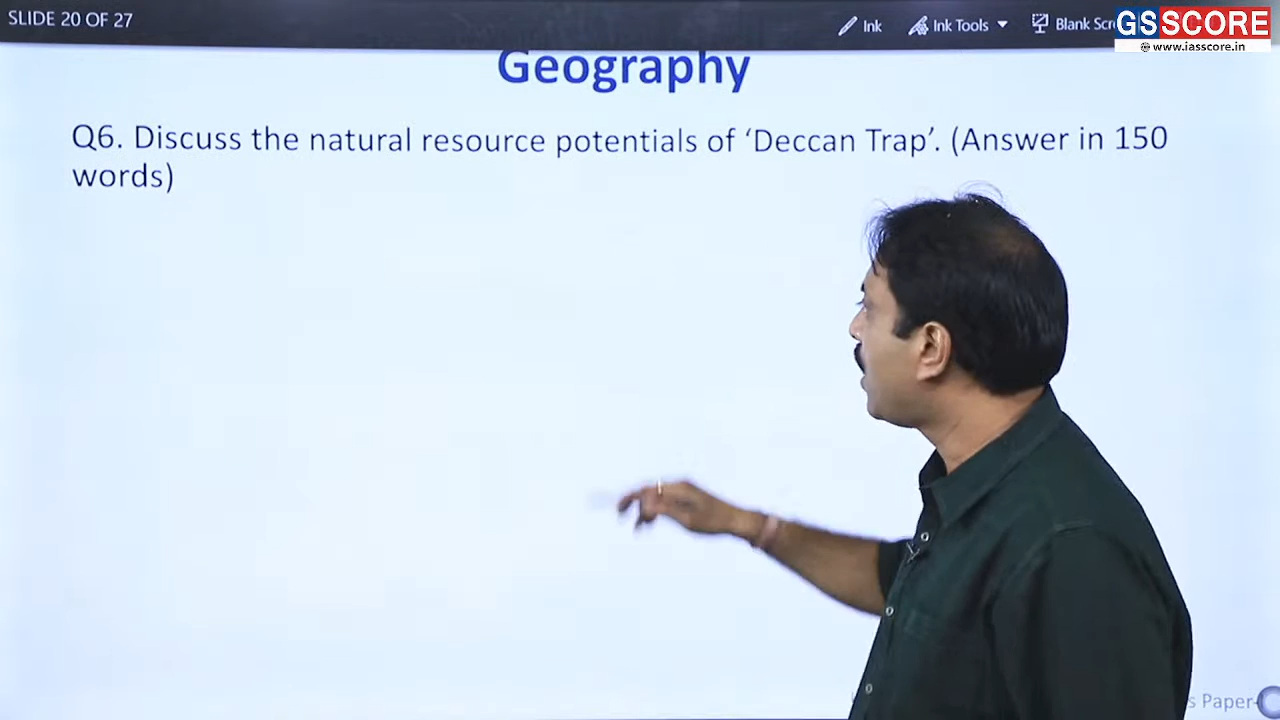 SLIDE 20 OF 27
Ink
Ink Tools
Blank Scr
GSSCORE
www.iasscore.in
Geography
Q6. Discuss the natural resource potentials of ‘Deccan Trap’. (Answer in 150
words)
s Paper-